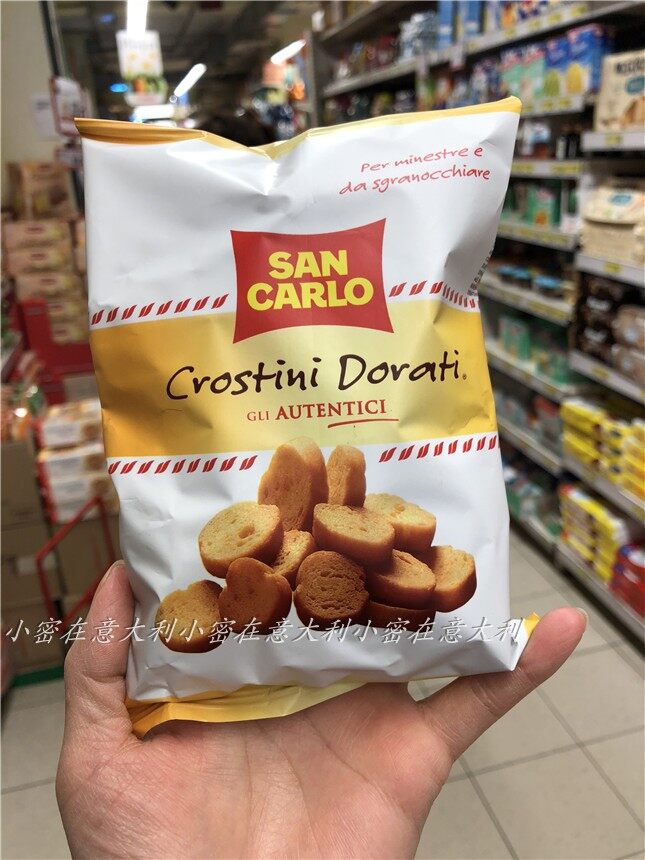 Per minestre e
da sgranocchiare
SAN
CARLO
Crostini Dorati®
GLI AUTENTICI
小密在意大利小密在意大利小密在意大利